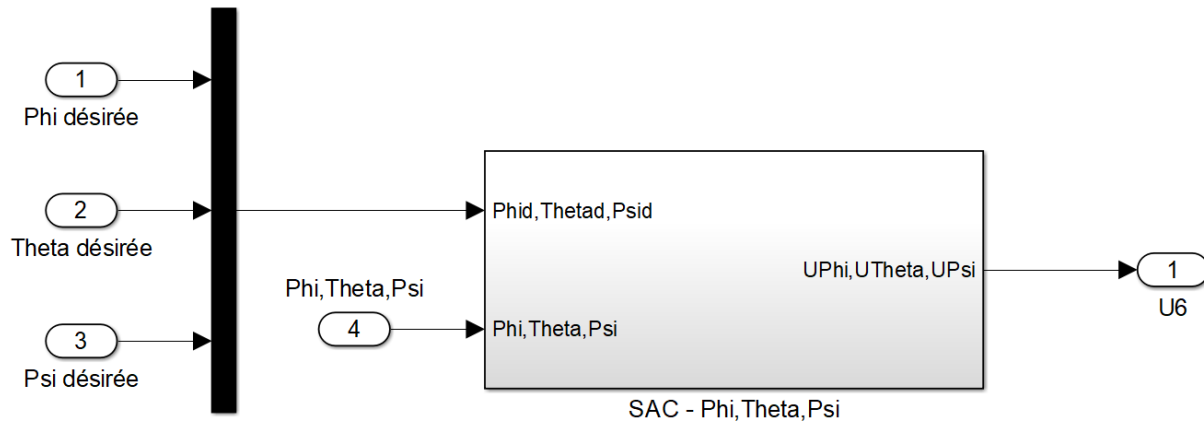 1
Phi désirée
2
Theta désirée
3
Psi désirée
Phi,Theta,Psi
4
Phid,Thetad,Psid
Phi,Theta,Psi
UPhi,UTheta,UPsi
SAC - Phi,Theta,Psi
1
U6